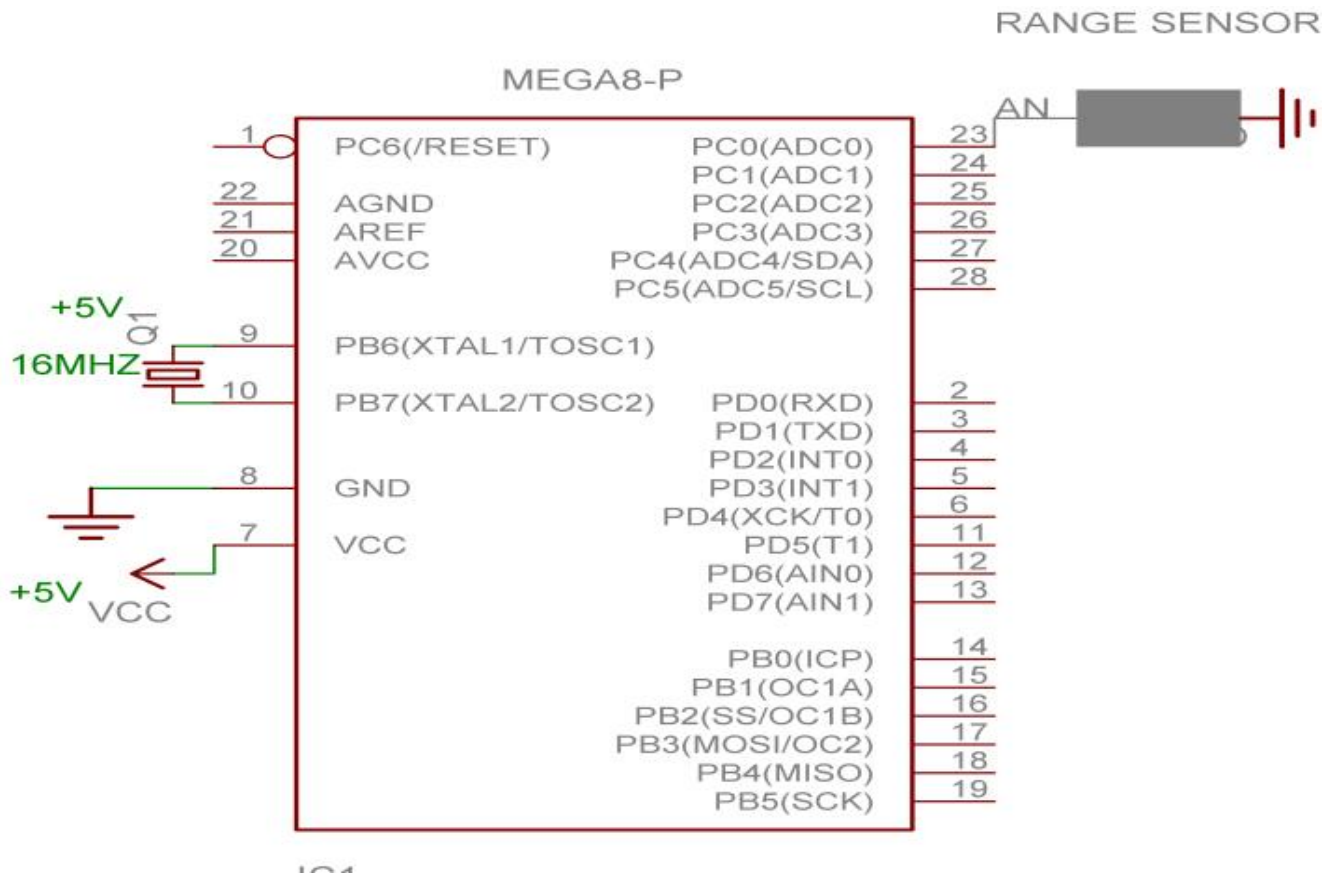 RANGE SENSOR
MEGA8-P
AN
1 PC6(/RESET) PC0(ADC0) 23
PC1(ADC1) 24
22 AGND PC2(ADC2) 25
21 AREF PC3(ADC3) 26
20 AVCC PC4(ADC4/SDA) 27
PC5(ADC5/SCL) 28
+5V
Q1
9 PB6(XTAL1/TOSC1)
16MHZ
10 PB7(XTAL2/TOSC2) PD0(RXD) 2
PD1(TXD) 3
PD2(INT0) 4
8 GND PD3(INT1) 5
PD4(XCK/T0) 6
7 VCC PD5(T1) 11
+5V PD6(AIN0) 12
VCC PD7(AIN1) 13
PB0(ICP) 14
PB1(OC1A) 15
PB2(SS/OC1B) 16
PB3(MOSI/OC2) 17
PB4(MISO) 18
PB5(SCK) 19